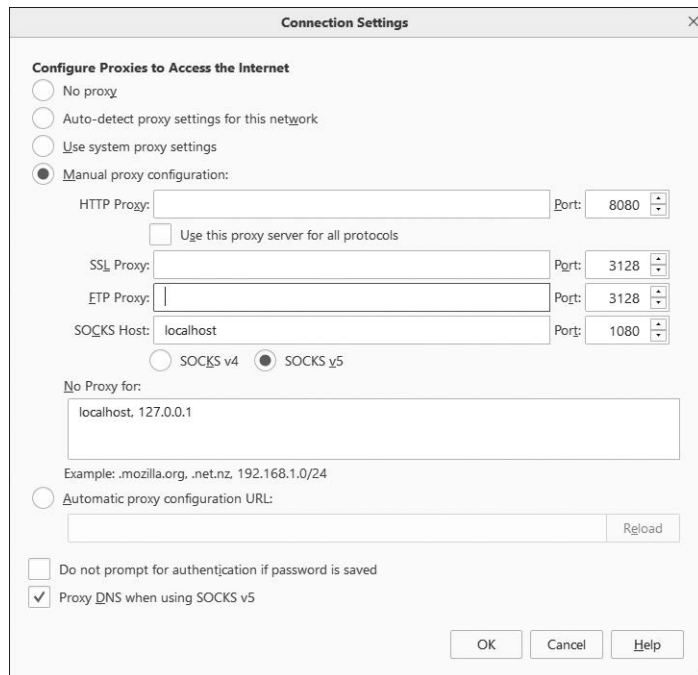 Connection Settings
Configure Proxies to Access the Internet
No proxy
Auto-detect proxy settings for this network
Use system proxy settings
Manual proxy configuration:
HTTP Proxy: Port: 8080
Use this proxy server for all protocols
SSL Proxy: Port: 3128
FTP Proxy: Port: 3128
SOCKS Host: localhost Port: 1080
SOCKS v4 SOCKS v5
No Proxy for:
localhost, 127.0.0.1
Example: .mozilla.org, .net.nz, 192.168.1.0/24
Automatic proxy configuration URL:
Reload
Do not prompt for authentication if password is saved
Proxy DNS when using SOCKS v5
OK Cancel Help